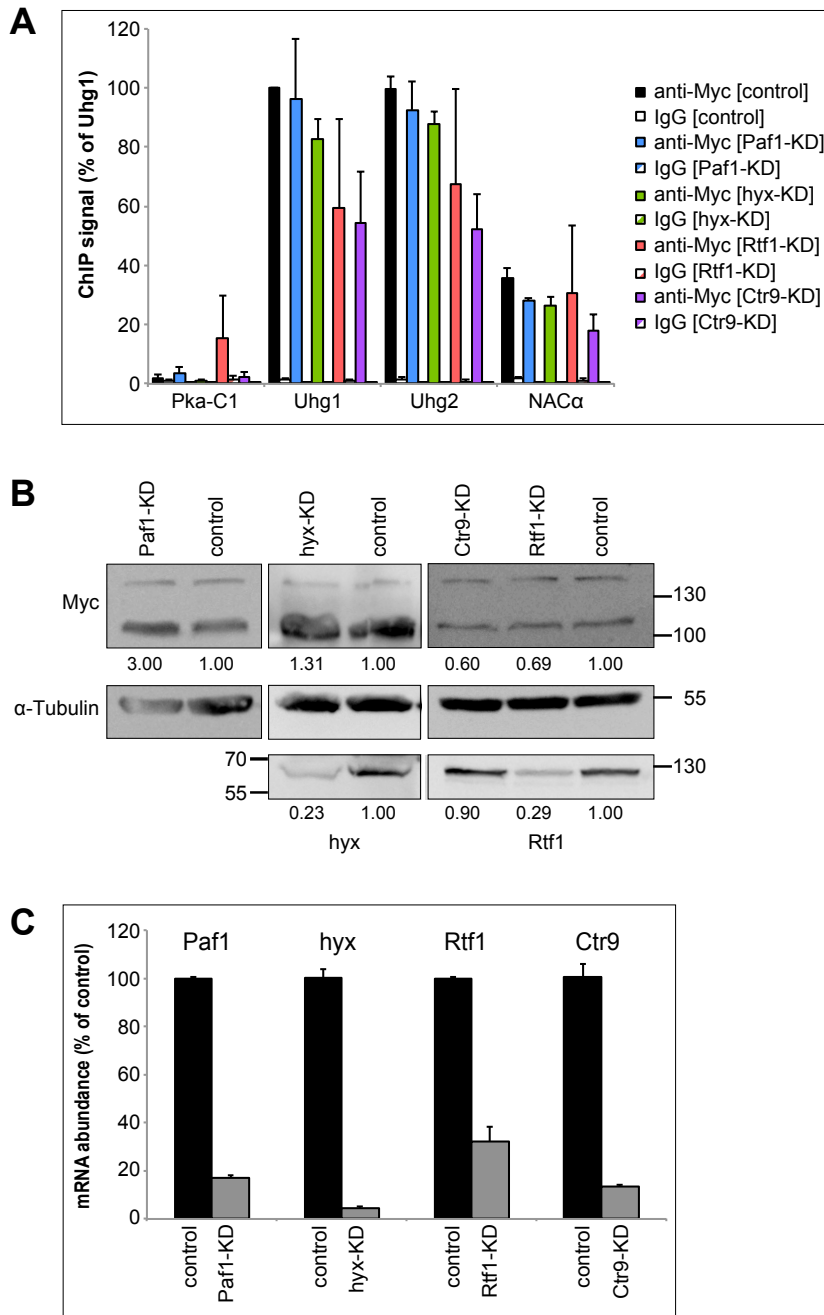 A
ChIP signal (% of Uhg1)
120
100
80
60
40
20
0
Pka-C1
Uhg1
Uhg2
NACα
anti-Myc [control]
IgG [control]
anti-Myc [Paf1-KD]
IgG [Paf1-KD]
anti-Myc [hyx-KD]
IgG [hyx-KD]
anti-Myc [Rtf1-KD]
IgG [Rtf1-KD]
anti-Myc [Ctr9-KD]
IgG [Ctr9-KD]
B
Paf1-KD
control
hyx-KD
control
Ctr9-KD
Rtf1-KD
control
Myc
130
100
3.00 1.00 1.31 1.00 0.60 0.69 1.00
α-Tubulin
55
70
55
130
0.23 1.00 0.90 0.29 1.00
hyx Rtf1
C
mRNA abundance (% of control)
120
100
80
60
40
20
0
Paf1 hyx Rtf1 Ctr9
control
Paf1-KD
control
hyx-KD
control
Rtf1-KD
control
Ctr9-KD